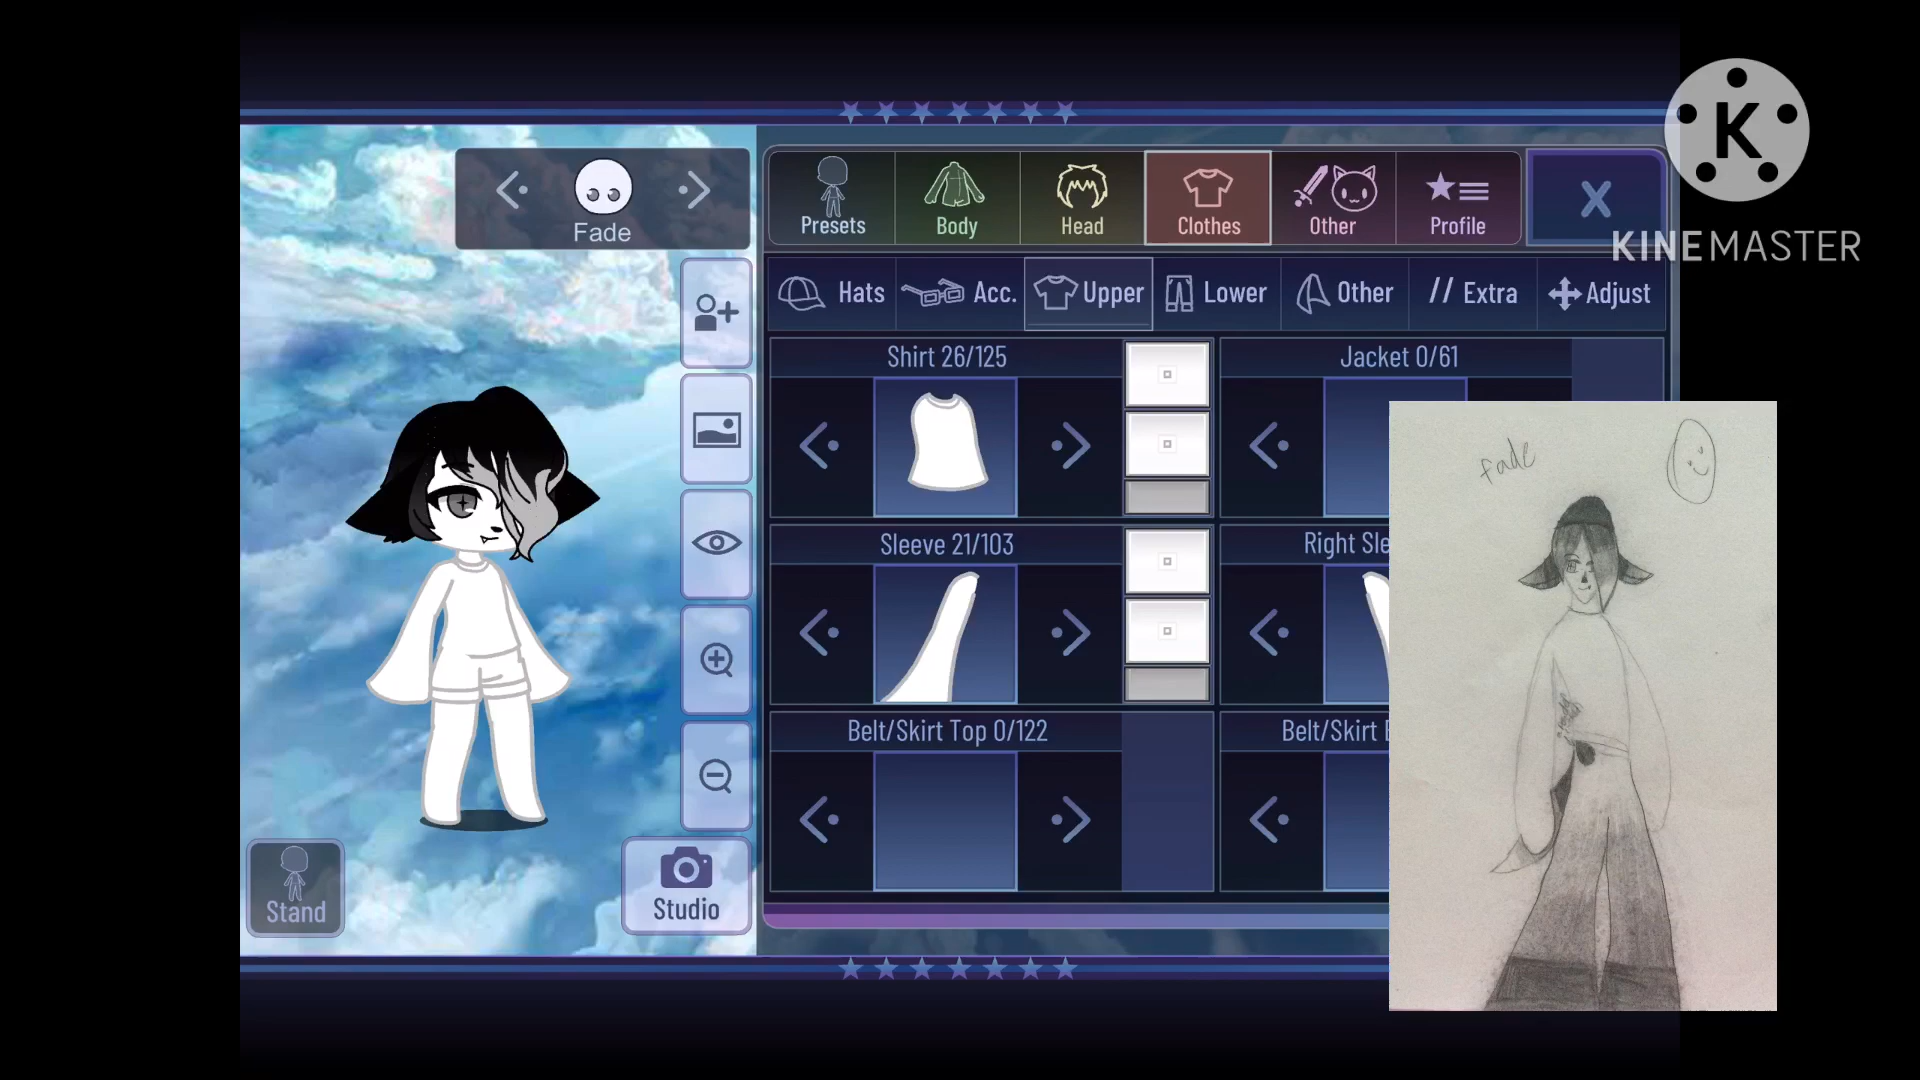 Fade
Presets
Body
Head
Clothes
Other
Profile
X
K
KINEMASTER
Hats
Acc.
Upper
Lower
Other
// Extra
Adjust
Shirt 26/125
Jacket 0/61
Sleeve 21/103
Right Sle
Belt/Skirt Top 0/122
Belt/Skirt
Stand
Studio
fade